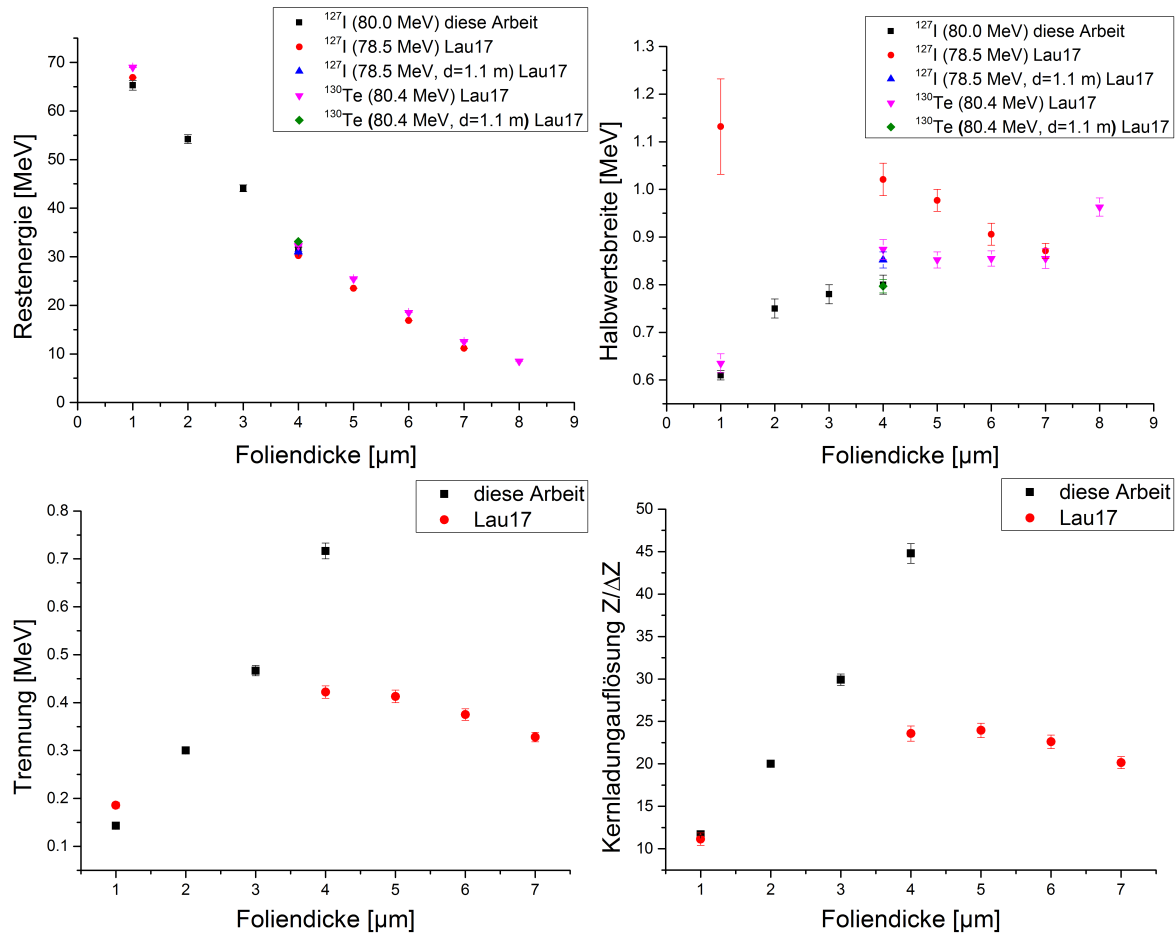 ¹²⁷I (80.0 MeV) diese Arbeit
¹²⁷I (78.5 MeV) Lau17
¹²⁷I (78.5 MeV, d=1.1 m) Lau17
¹³⁰Te (80.4 MeV) Lau17
¹³⁰Te (80.4 MeV, d=1.1 m) Lau17
70
60
50
40
30
20
10
0
Restenergie [MeV]
0 1 2 3 4 5 6 7 8 9
Foliendicke [µm]
¹²⁷I (80.0 MeV) diese Arbeit
¹²⁷I (78.5 MeV) Lau17
¹²⁷I (78.5 MeV, d=1.1 m) Lau17
¹³⁰Te (80.4 MeV) Lau17
¹³⁰Te (80.4 MeV, d=1.1 m) Lau17
1.3
1.2
1.1
1.0
0.9
0.8
0.7
0.6
Halbwertsbreite [MeV]
0 1 2 3 4 5 6 7 8 9
Foliendicke [µm]
diese Arbeit
Lau17
0.8
0.7
0.6
0.5
0.4
0.3
0.2
0.1
Trennung [MeV]
1 2 3 4 5 6 7
Foliendicke [µm]
diese Arbeit
Lau17
50
45
40
35
30
25
20
15
10
Kernladungauflösung Z/ΔZ
1 2 3 4 5 6 7
Foliendicke [µm]